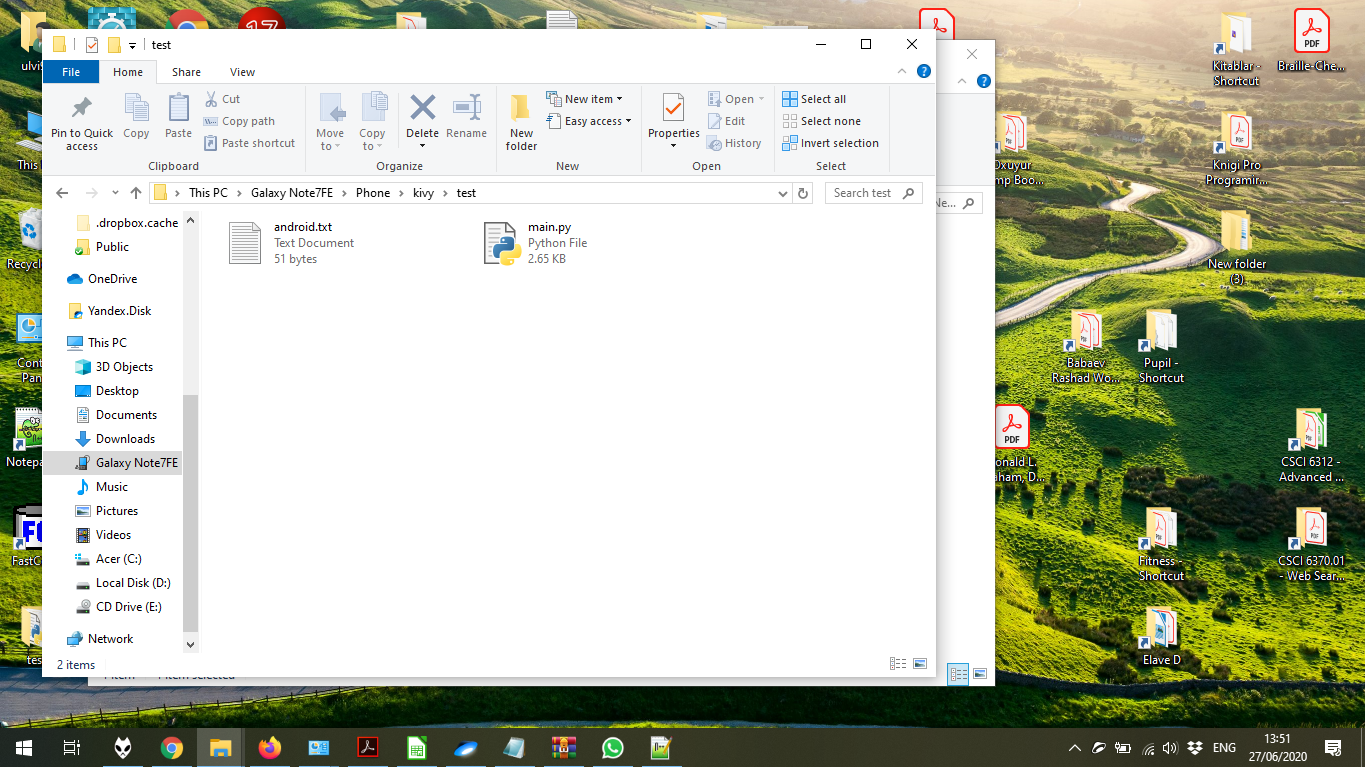 test
File
Home
Share
View
Pin to Quick
access
Copy
Paste
Cut
Copy path
Paste shortcut
Clipboard
Move
to
Copy
to
Delete
Rename
Organize
New
folder
New item
Easy access
New
Properties
Open
Edit
History
Open
Select all
Select none
Invert selection
Select
This PC
Galaxy Note7FE
Phone
kivy
test
Search test
.dropbox.cache
Public
OneDrive
Yandex.Disk
This PC
3D Objects
Desktop
Documents
Downloads
Galaxy Note7FE
Music
Pictures
Videos
Acer (C:)
Local Disk (D:)
CD Drive (E:)
Network
android.txt
Text Document
51 bytes
main.py
Python File
2.65 KB
2 items
Ne...
ulvi
This
Recycl
Cont
Pan
Notepa
FastC
tes
Kitablar -
Shortcut
PDF
Braille-Che...
Oxuyur
mp Boo...
Knigi Pro
Programir...
New folder
(3)
Babaev
Rashad Wo...
Pupil -
Shortcut
PDF
onald L.
ham, D...
CSCI 6312 -
Advanced ...
Fitness -
Shortcut
CSCI 6370.01
- Web Sear...
Elave D
ENG
13:51
27/06/2020